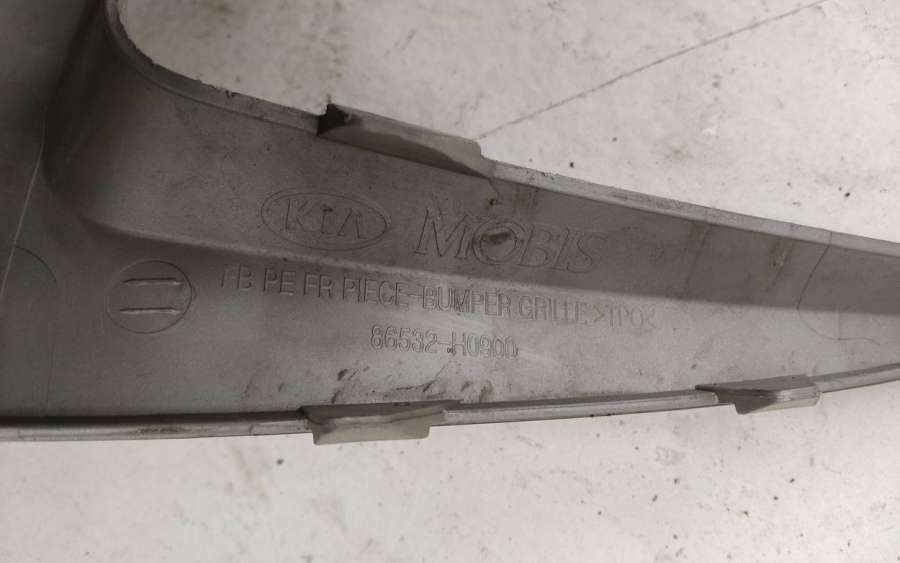 KIA MOBIS
FB PE FR PIECE-BUMPER GRILLE >TPO<
86532-H0900